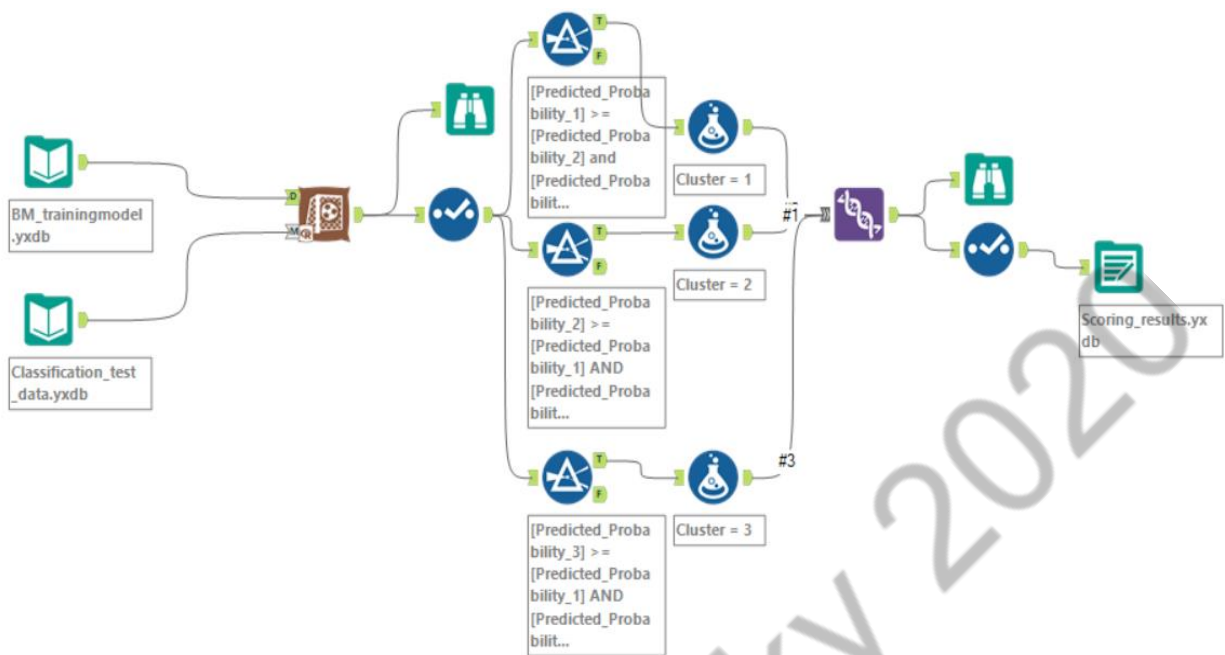 T
F
[Predicted_Proba
bility_1] >=
[Predicted_Proba
bility_2] and
[Predicted_Proba
bilit...
Cluster = 1
BM_trainingmodel
.yxdb
D
M
R
#1
T
F
Cluster = 2
[Predicted_Proba
bility_2] >=
[Predicted_Proba
bility_1] AND
[Predicted_Proba
bilit...
Classification_test
_data.yxdb
Scoring_results.yx
db
#3
T
F
[Predicted_Proba
bility_3] >=
[Predicted_Proba
bility_1] AND
[Predicted_Proba
bilit...
Cluster = 3
2020